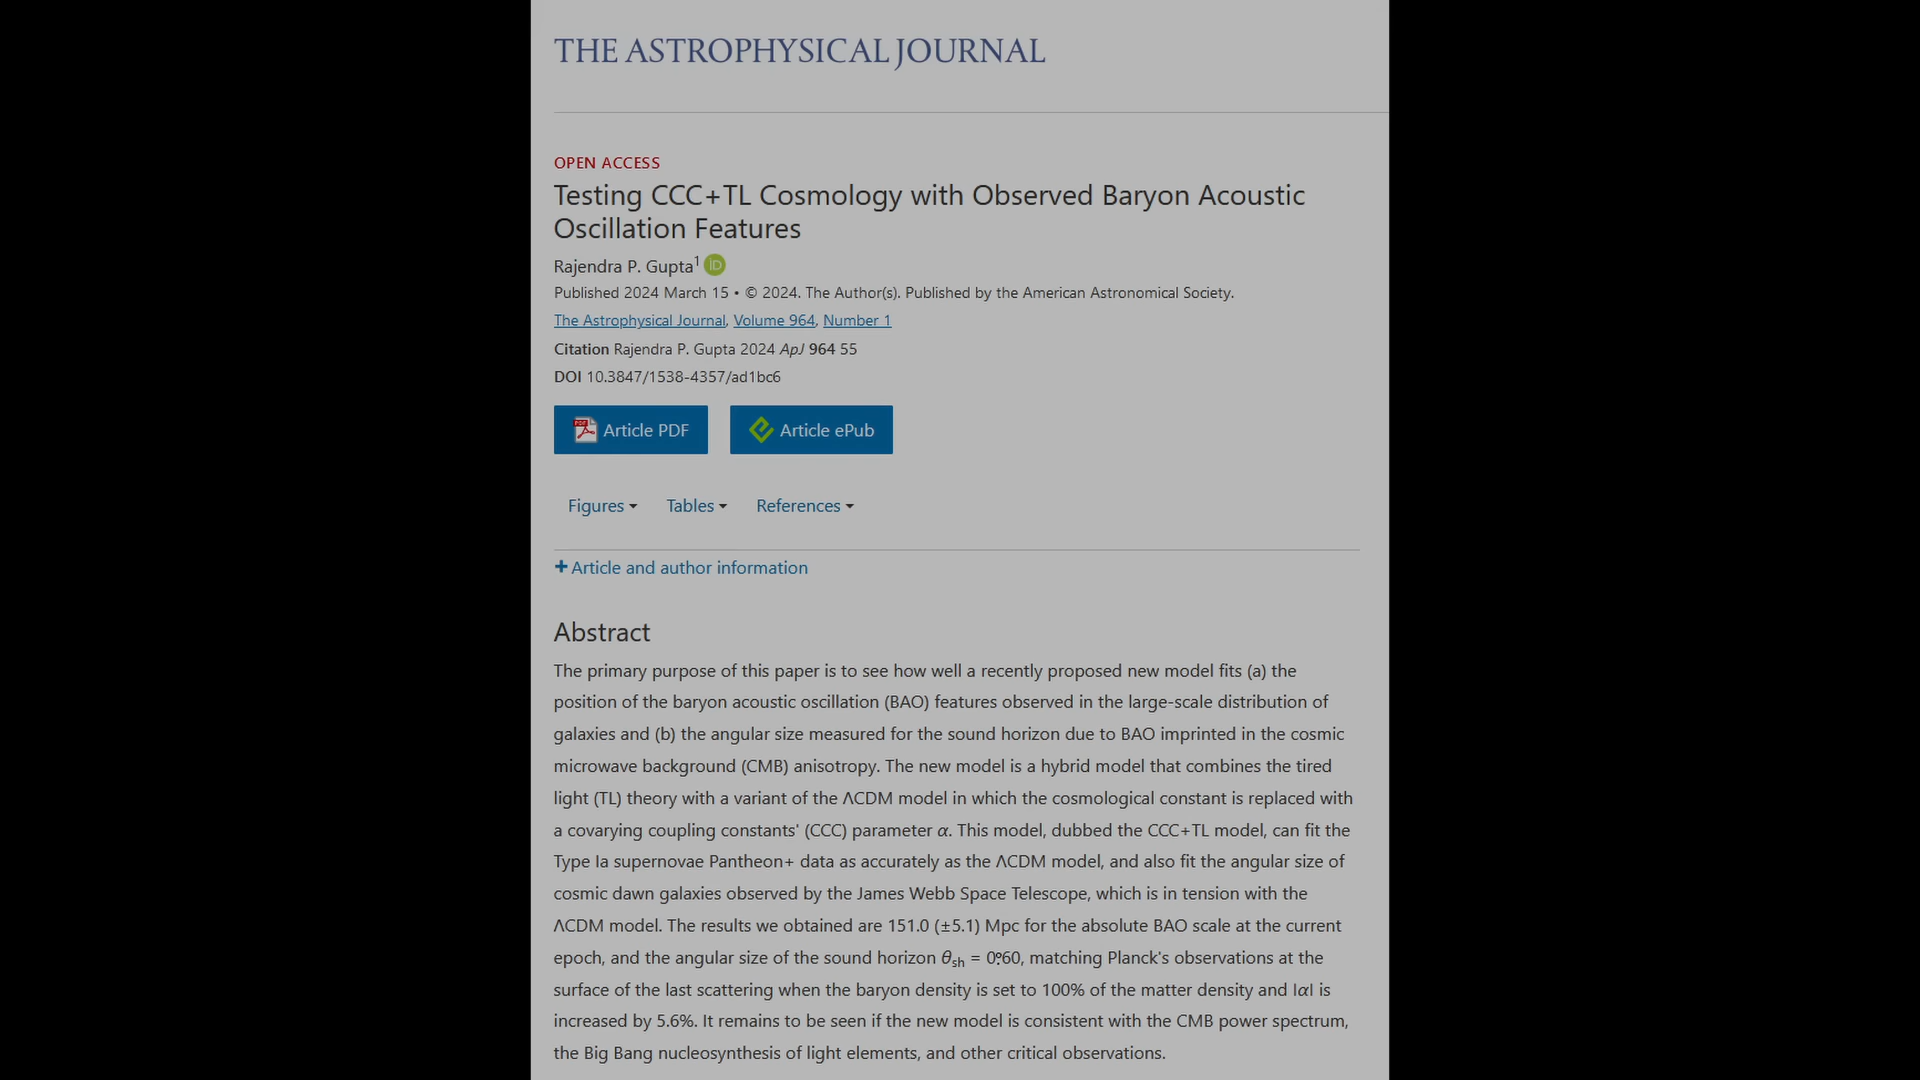 THE ASTROPHYSICAL JOURNAL
OPEN ACCESS
Testing CCC+TL Cosmology with Observed Baryon Acoustic
Oscillation Features
Rajendra P. Gupta¹ iD
Published 2024 March 15 • © 2024. The Author(s). Published by the American Astronomical Society.
The Astrophysical Journal, Volume 964, Number 1
Citation Rajendra P. Gupta 2024 ApJ 964 55
DOI 10.3847/1538-4357/ad1bc6
PDF Article PDF Article ePub
Figures Tables References
+ Article and author information
Abstract
The primary purpose of this paper is to see how well a recently proposed new model fits (a) the
position of the baryon acoustic oscillation (BAO) features observed in the large-scale distribution of
galaxies and (b) the angular size measured for the sound horizon due to BAO imprinted in the cosmic
microwave background (CMB) anisotropy. The new model is a hybrid model that combines the tired
light (TL) theory with a variant of the ΛCDM model in which the cosmological constant is replaced with
a covarying coupling constants' (CCC) parameter α. This model, dubbed the CCC+TL model, can fit the
Type Ia supernovae Pantheon+ data as accurately as the ΛCDM model, and also fit the angular size of
cosmic dawn galaxies observed by the James Webb Space Telescope, which is in tension with the
ΛCDM model. The results we obtained are 151.0 (±5.1) Mpc for the absolute BAO scale at the current
epoch, and the angular size of the sound horizon θsh = 0°.60, matching Planck's observations at the
surface of the last scattering when the baryon density is set to 100% of the matter density and |α| is
increased by 5.6%. It remains to be seen if the new model is consistent with the CMB power spectrum,
the Big Bang nucleosynthesis of light elements, and other critical observations.